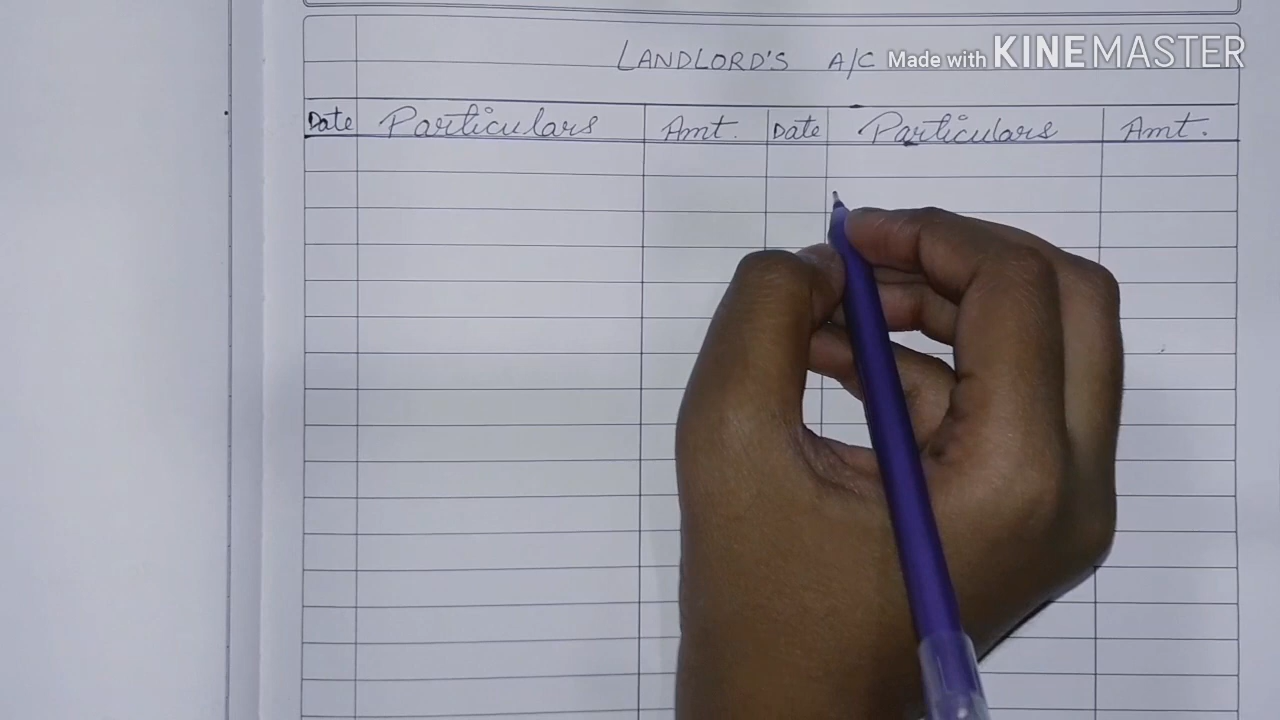 LANDLORD'S A/C
Made with KINEMASTER
Date Particulars Amt. Date Particulars Amt.